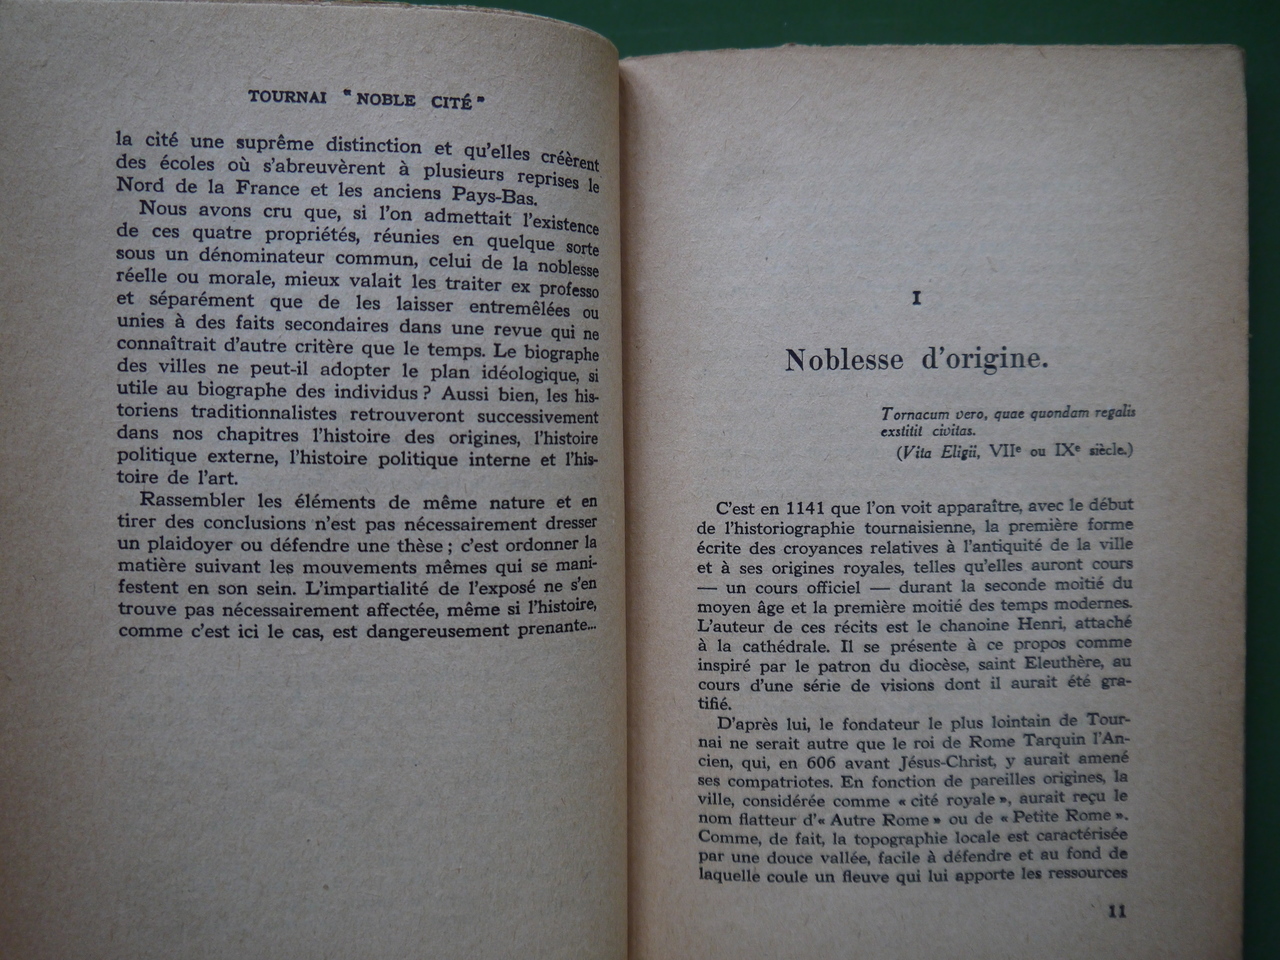 TOURNAI “ NOBLE CITÉ ”
la cité une suprême distinction et qu'elles créèrent
des écoles où s'abreuvèrent à plusieurs reprises le
Nord de la France et les anciens Pays-Bas.
Nous avons cru que, si l'on admettait l'existence
de ces quatre propriétés, réunies en quelque sorte
sous un dénominateur commun, celui de la noblesse
réelle ou morale, mieux valait les traiter ex professo
et séparément que de les laisser entremêlées ou
unies à des faits secondaires dans une revue qui ne
connaîtrait d'autre critère que le temps. Le biographe
des villes ne peut-il adopter le plan idéologique, si
utile au biographe des individus ? Aussi bien, les his-
toriens traditionnalistes retrouveront successivement
dans nos chapitres l'histoire des origines, l'histoire
politique externe, l'histoire politique interne et l'his-
toire de l'art.
Rassembler les éléments de même nature et en
tirer des conclusions n'est pas nécessairement dresser
un plaidoyer ou défendre une thèse ; c'est ordonner la
matière suivant les mouvements mêmes qui se mani-
festent en son sein. L'impartialité de l'exposé ne s'en
trouve pas nécessairement affectée, même si l'histoire,
comme c'est ici le cas, est dangereusement prenante...
I
Noblesse d'origine.
Tornacum vero, quae quondam regalis
exstitit civitas.
(Vita Eligii, VIIe ou IXe siècle.)
C'est en 1141 que l'on voit apparaître, avec le début
de l'historiographie tournaisienne, la première forme
écrite des croyances relatives à l'antiquité de la ville
et à ses origines royales, telles qu'elles auront cours
— un cours officiel — durant la seconde moitié du
moyen âge et la première moitié des temps modernes.
L'auteur de ces récits est le chanoine Henri, attaché
à la cathédrale. Il se présente à ce propos comme
inspiré par le patron du diocèse, saint Eleuthère, au
cours d'une série de visions dont il aurait été gra-
tifié.
D'après lui, le fondateur le plus lointain de Tour-
nai ne serait autre que le roi de Rome Tarquin l'An-
cien, qui, en 606 avant Jésus-Christ, y aurait amené
ses compatriotes. En fonction de pareilles origines, la
ville, considérée comme « cité royale », aurait reçu le
nom flatteur d'« Autre Rome » ou de « Petite Rome ».
Comme, de fait, la topographie locale est caractérisée
par une douce vallée, facile à défendre et au fond de
laquelle coule un fleuve qui lui apporte les ressources
11